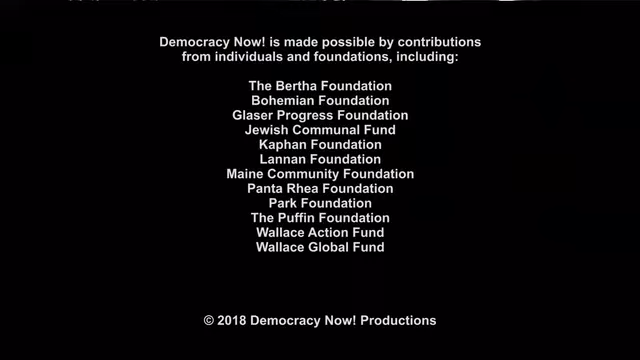 Democracy Now! is made possible by contributions
from individuals and foundations, including:
The Bertha Foundation
Bohemian Foundation
Glaser Progress Foundation
Jewish Communal Fund
Kaphan Foundation
Lannan Foundation
Maine Community Foundation
Panta Rhea Foundation
Park Foundation
The Puffin Foundation
Wallace Action Fund
Wallace Global Fund
© 2018 Democracy Now! Productions